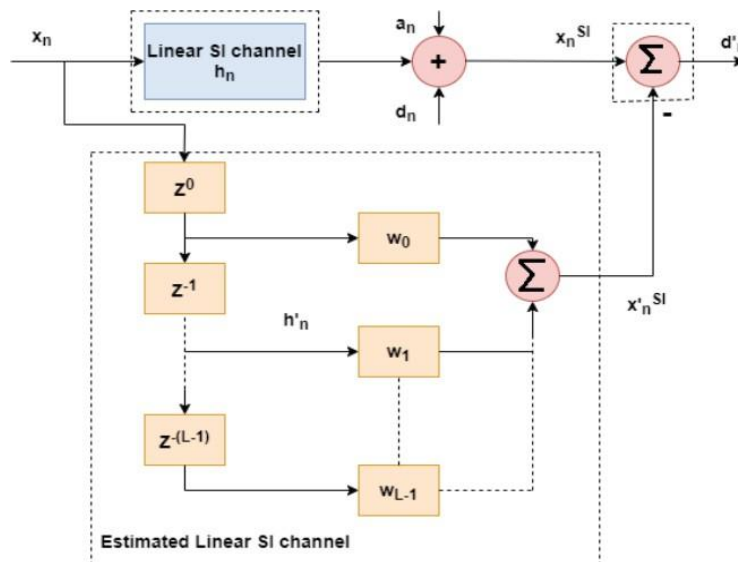 xₙ
Linear SI channel
hₙ
aₙ
+
dₙ
xₙˢᴵ
Σ
d'ₙ
-
Z⁰
w₀
Σ
Z⁻¹
x'ₙˢᴵ
h'ₙ
w₁
Z⁻⁽ᴸ⁻¹⁾
w_L-1
Estimated Linear SI channel